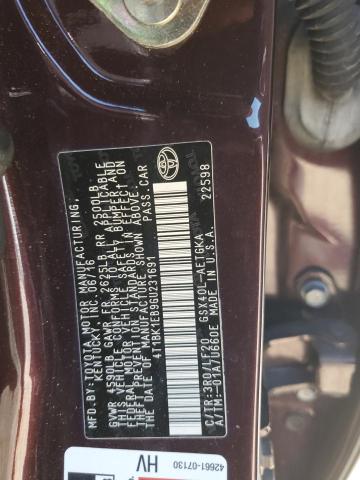 MFD.BY:TOYOTA MOTOR MANUFACTURING,
KENTUCKY, INC. 06/16
GVWR 4590LB GAWR FR 2625LB RR 2500LB
THIS VEHICLE CONFORMS TO ALL APPLICABLE
FEDERAL MOTOR VEHICLE SAFETY, BUMPER, AND
THEFT PREVENTION STANDARDS IN EFFECT ON
THE DATE OF MANUFACTURE SHOWN ABOVE.
4T1BK1EB9GU231691 PASS.CAR
C/TR:3R0/LF20
A/TM:-01A/U660E
GSX40L-AETGKA
MADE IN U.S.A.
22598
42661-07130
HV